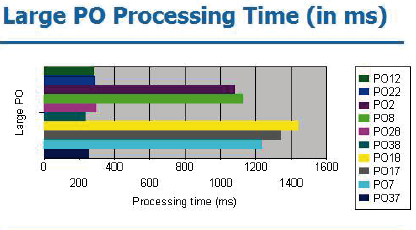 Large PO Processing Time (in ms)
Large PO
0 400 800 1000 1600
200 600 1000 1400
Processing time (ms)
PO12
PO22
PO2
PO8
PO28
PO38
PO18
PO17
PO7
PO37